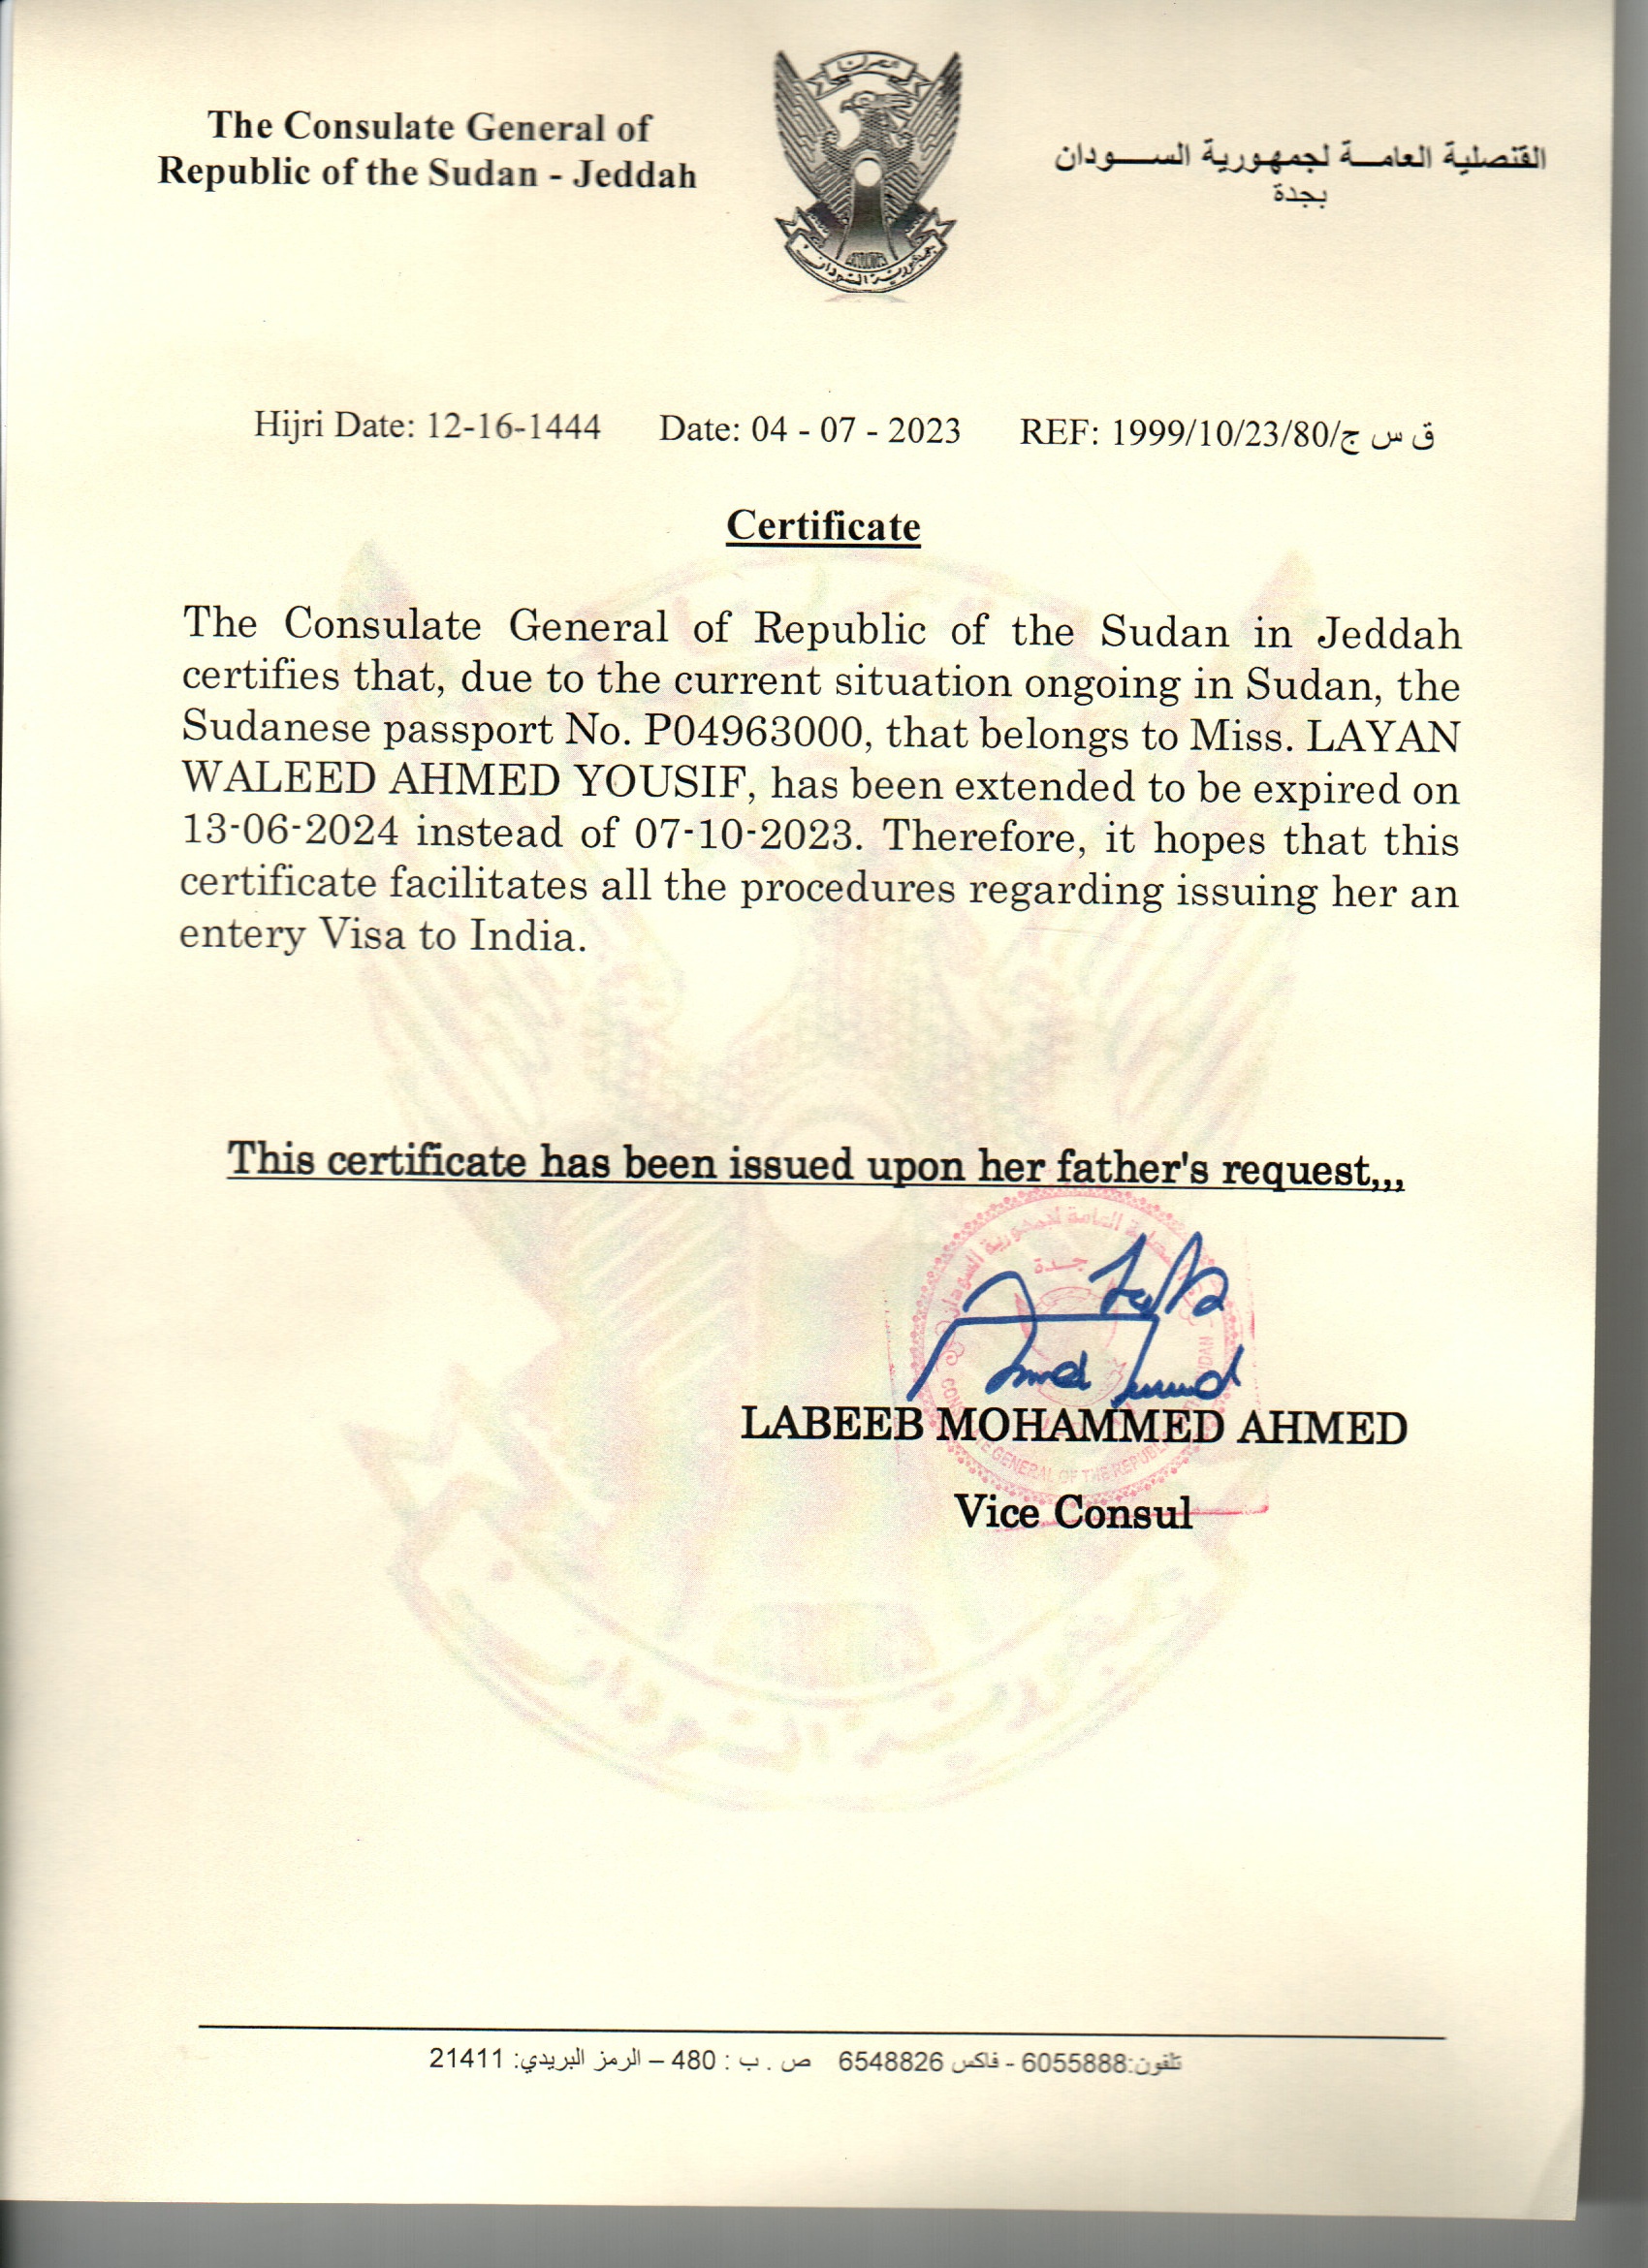 The Consulate General of
Republic of the Sudan - Jeddah
القنصلية العامـــة لجمهورية الســـــودان
بجدة
النصر لنا
جمهورية السودان
Hijri Date: 12-16-1444 Date: 04 - 07 - 2023 REF: 1999/10/23/80/ق س ج
Certificate
The Consulate General of Republic of the Sudan in Jeddah
certifies that, due to the current situation ongoing in Sudan, the
Sudanese passport No. P04963000, that belongs to Miss. LAYAN
WALEED AHMED YOUSIF, has been extended to be expired on
13-06-2024 instead of 07-10-2023. Therefore, it hopes that this
certificate facilitates all the procedures regarding issuing her an
entery Visa to India.
This certificate has been issued upon her father's request,,,
جـــدة
LABEEB MOHAMMED AHMED
Vice Consul
تلفون:6055888 - فاكس 6548826 ص . ب : 480 – الرمز البريدي: 21411